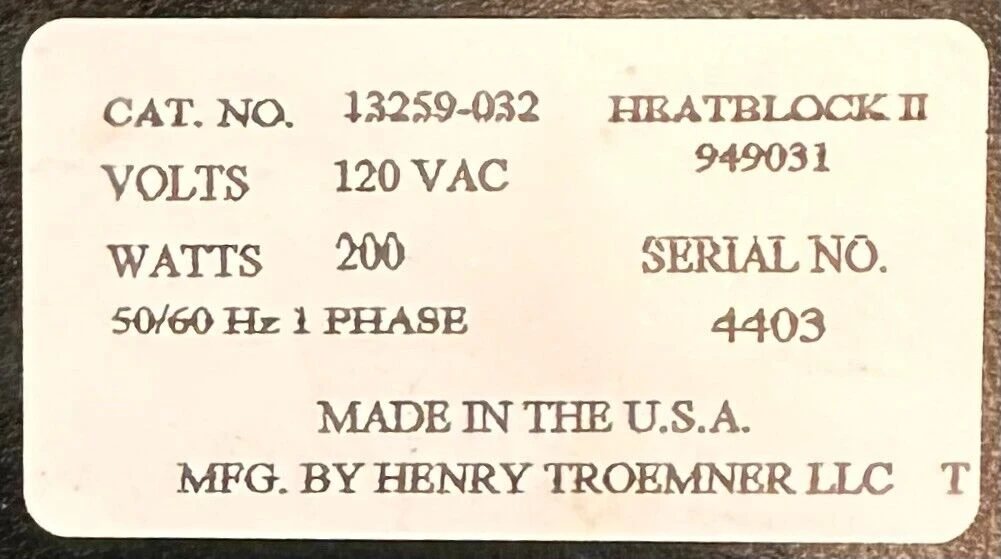 CAT. NO. 13259-032 HEATBLOCK II
949031
VOLTS 120 VAC
WATTS 200 SERIAL NO.
50/60 Hz 1 PHASE 4403
MADE IN THE U.S.A.
MFG. BY HENRY TROEMNER LLC T